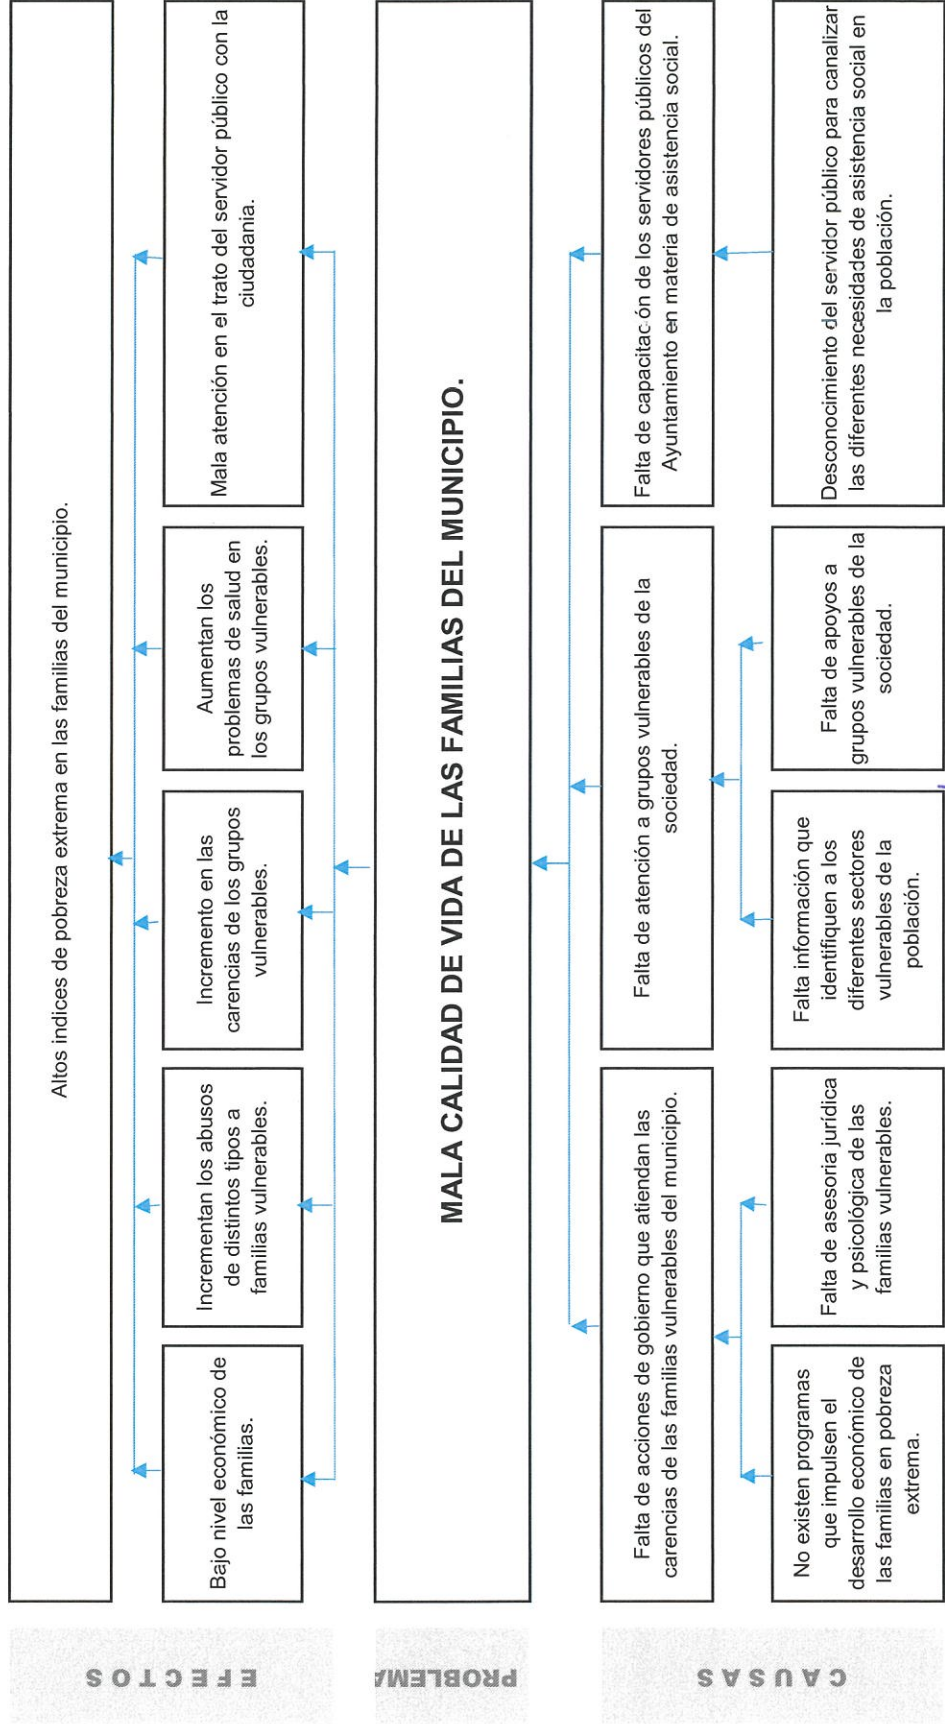 EFECTOS
Altos indices de pobreza extrema en las familias del municipio.
Bajo nivel económico de
las familias.
Incrementan los abusos
de distintos tipos a
familias vulnerables.
Incremento en las
carencias de los grupos
vulnerables.
Aumentan los
problemas de salud en
los grupos vulnerables.
Mala atención en el trato del servidor público con la
ciudadania.
PROBLEMA
MALA CALIDAD DE VIDA DE LAS FAMILIAS DEL MUNICIPIO.
CAUSAS
Falta de acciones de gobierno que atiendan las
carencias de las familias vulnerables del municipio.
Falta de atención a grupos vulnerables de la
sociedad.
Falta de capacitac·ón de los servidores públicos del
Ayuntamiento en materia de asistencia social.
No existen programas
que impulsen el
desarrollo económico de
las familias en pobreza
extrema.
Falta de asesoría jurídica
y psicológica de las
familias vulnerables.
Falta información que
identifiquen a los
diferentes sectores
vulnerables de la
población.
Falta de apoyos a
grupos vulnerables de la
sociedad.
Desconocimiento del servidor público para canalizar
las diferentes necesidades de asistencia social en
la población.